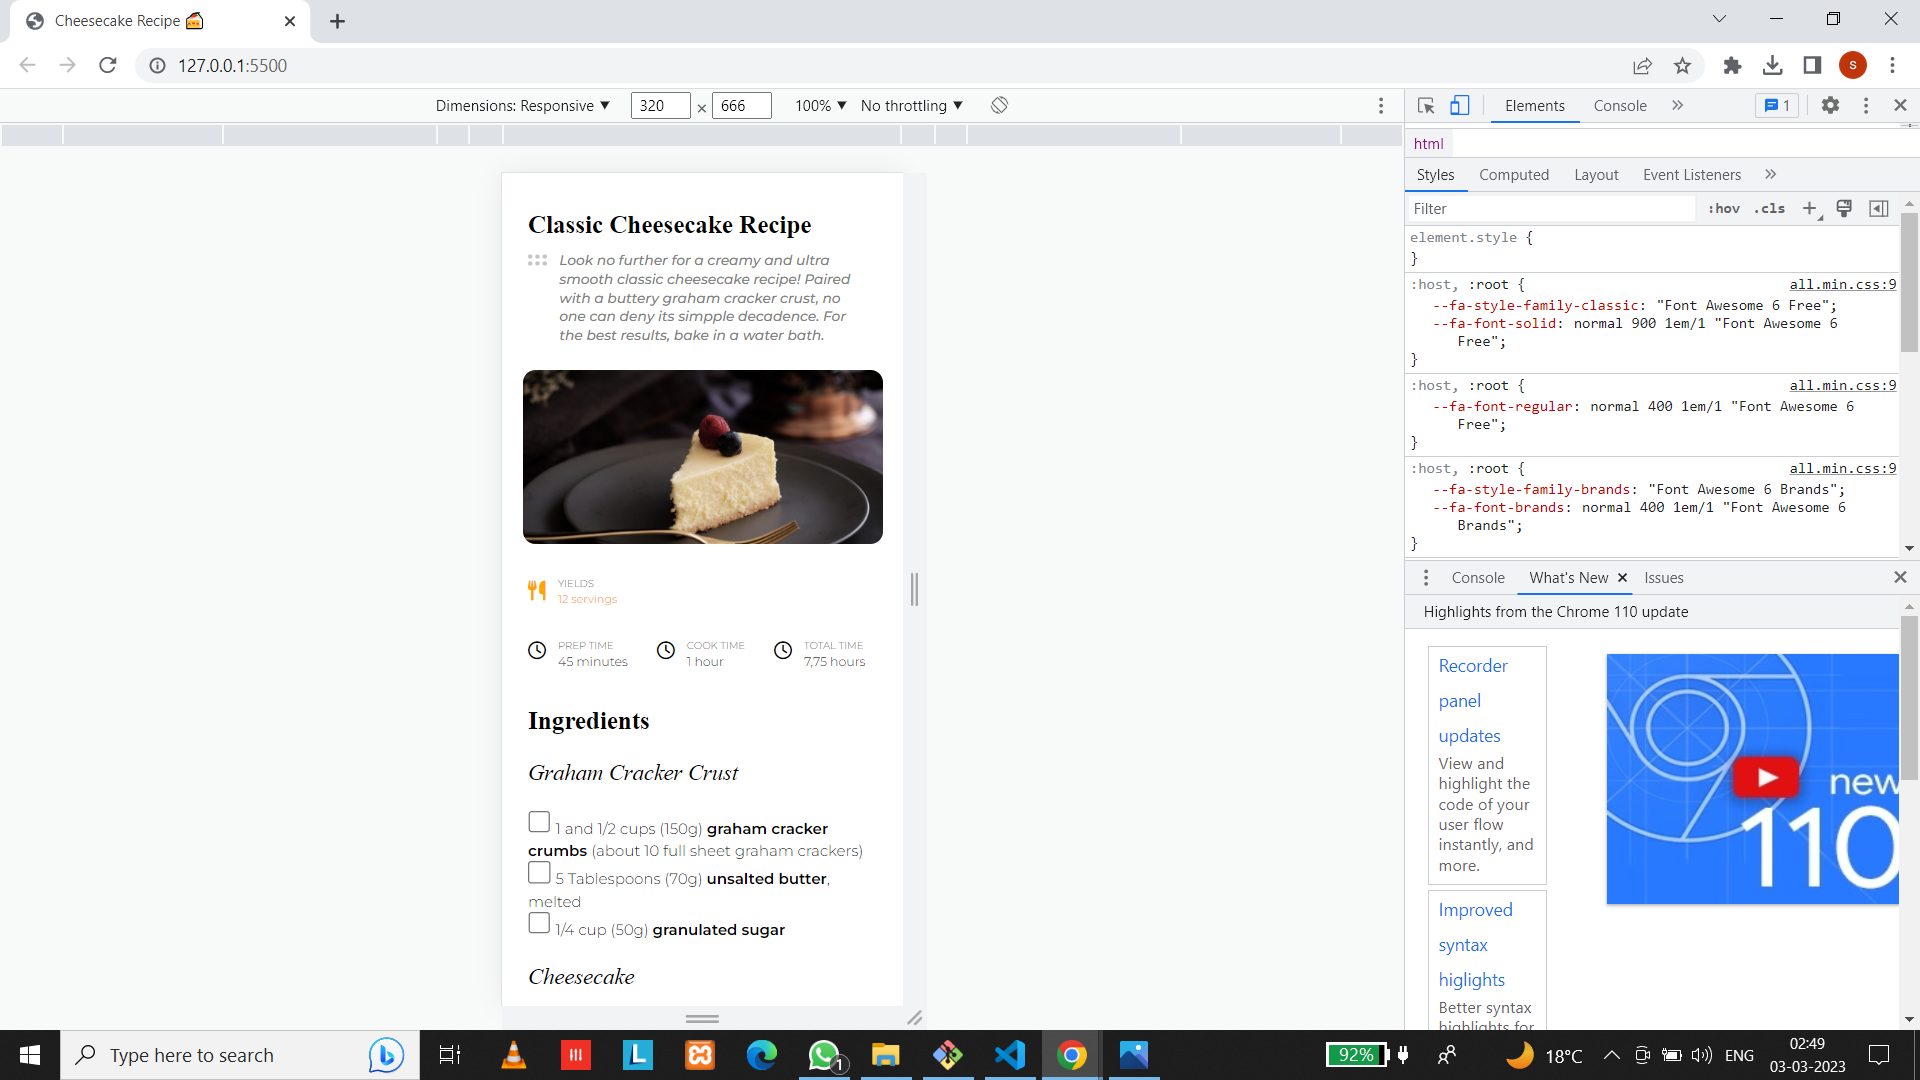 Cheesecake Recipe
127.0.0.1:5500
S
Dimensions: Responsive ▼ 320 × 666 100% ▼ No throttling ▼
Elements Console » 1
html
Styles Computed Layout Event Listeners »
Filter :hov .cls
element.style {
}
:host, :root { all.min.css:9
--fa-style-family-classic: "Font Awesome 6 Free";
--fa-font-solid: normal 900 1em/1 "Font Awesome 6
Free";
}
:host, :root { all.min.css:9
--fa-font-regular: normal 400 1em/1 "Font Awesome 6
Free";
}
:host, :root { all.min.css:9
--fa-style-family-brands: "Font Awesome 6 Brands";
--fa-font-brands: normal 400 1em/1 "Font Awesome 6
Brands";
}
Classic Cheesecake Recipe
Look no further for a creamy and ultra
smooth classic cheesecake recipe! Paired
with a buttery graham cracker crust, no
one can deny its simpple decadence. For
the best results, bake in a water bath.
YIELDS
12 servings
PREP TIME
45 minutes
COOK TIME
1 hour
TOTAL TIME
7,75 hours
Ingredients
Graham Cracker Crust
1 and 1/2 cups (150g) graham cracker
crumbs (about 10 full sheet graham crackers)
5 Tablespoons (70g) unsalted butter,
melted
1/4 cup (50g) granulated sugar
Cheesecake
Console What's New Issues
Highlights from the Chrome 110 update
Recorder
panel
updates
View and
highlight the
code of your
user flow
instantly, and
more.
new
110
Improved
syntax
higlights
Better syntax
highlights for
Type here to search
L
1
92%
18°C
ENG
02:49
03-03-2023